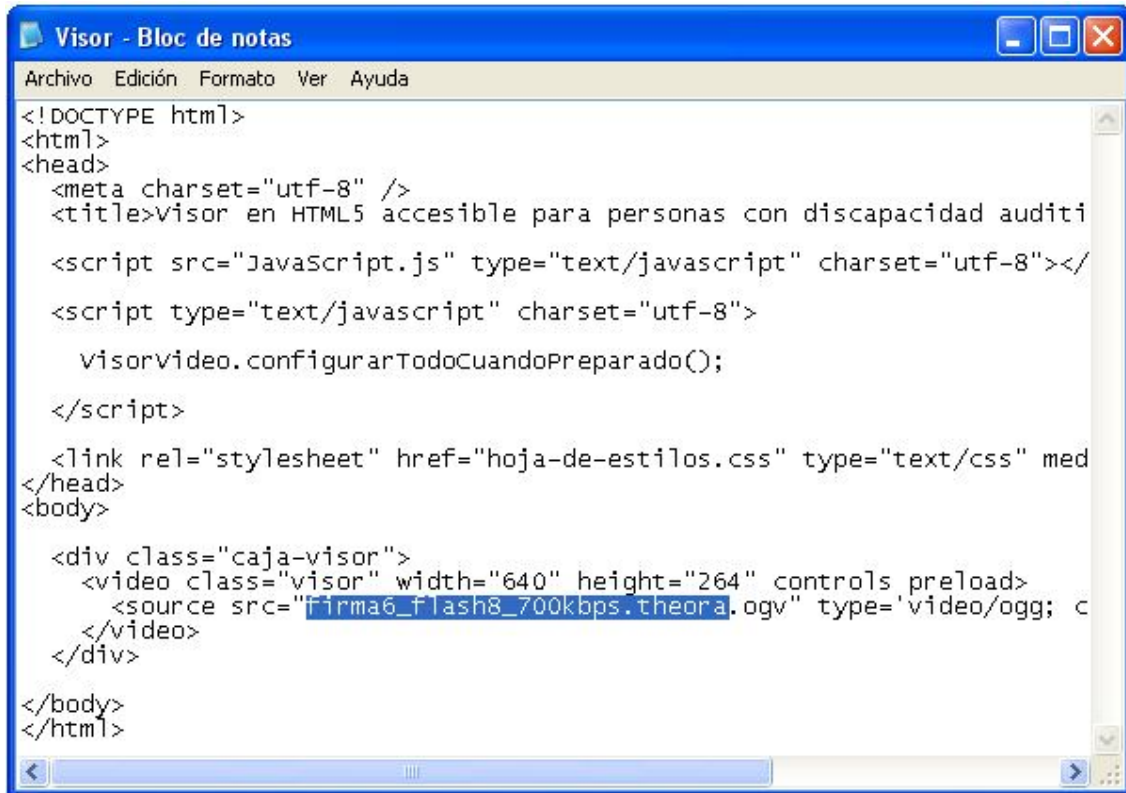 Visor - Bloc de notas
Archivo Edición Formato Ver Ayuda
<!DOCTYPE html>
<html>
<head>
<meta charset="utf-8" />
<title>Visor en HTML5 accesible para personas con discapacidad auditi
<script src="JavaScript.js" type="text/javascript" charset="utf-8"></
<script type="text/javascript" charset="utf-8">
VisorVideo.configurarTodoCuandoPreparado();
</script>
<link rel="stylesheet" href="hoja-de-estilos.css" type="text/css" med
</head>
<body>
<div class="caja-visor">
<video class="visor" width="640" height="264" controls preload>
<source src="firma6_flash8_700kbps.theora.ogv" type='video/ogg; c
</video>
</div>
</body>
</html>